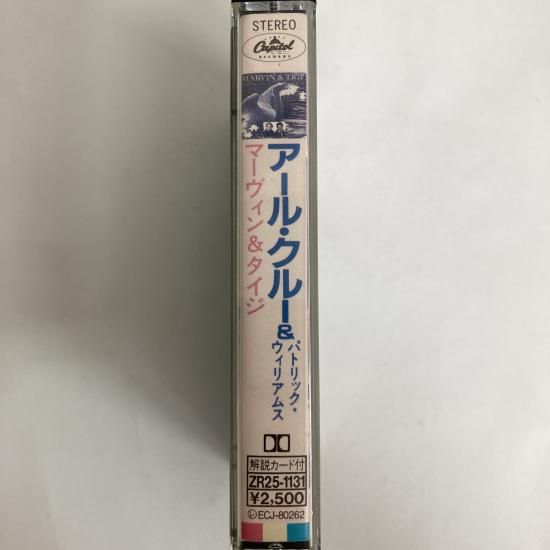 STEREO
Capitol
RECORDS
MARVIN & TIGE
アール・クルー&
パトリック・
ウィリアムス
マーヴィン&タイジ
解説カード付
ZR25-1131
¥2,500
ⓁECJ-80262